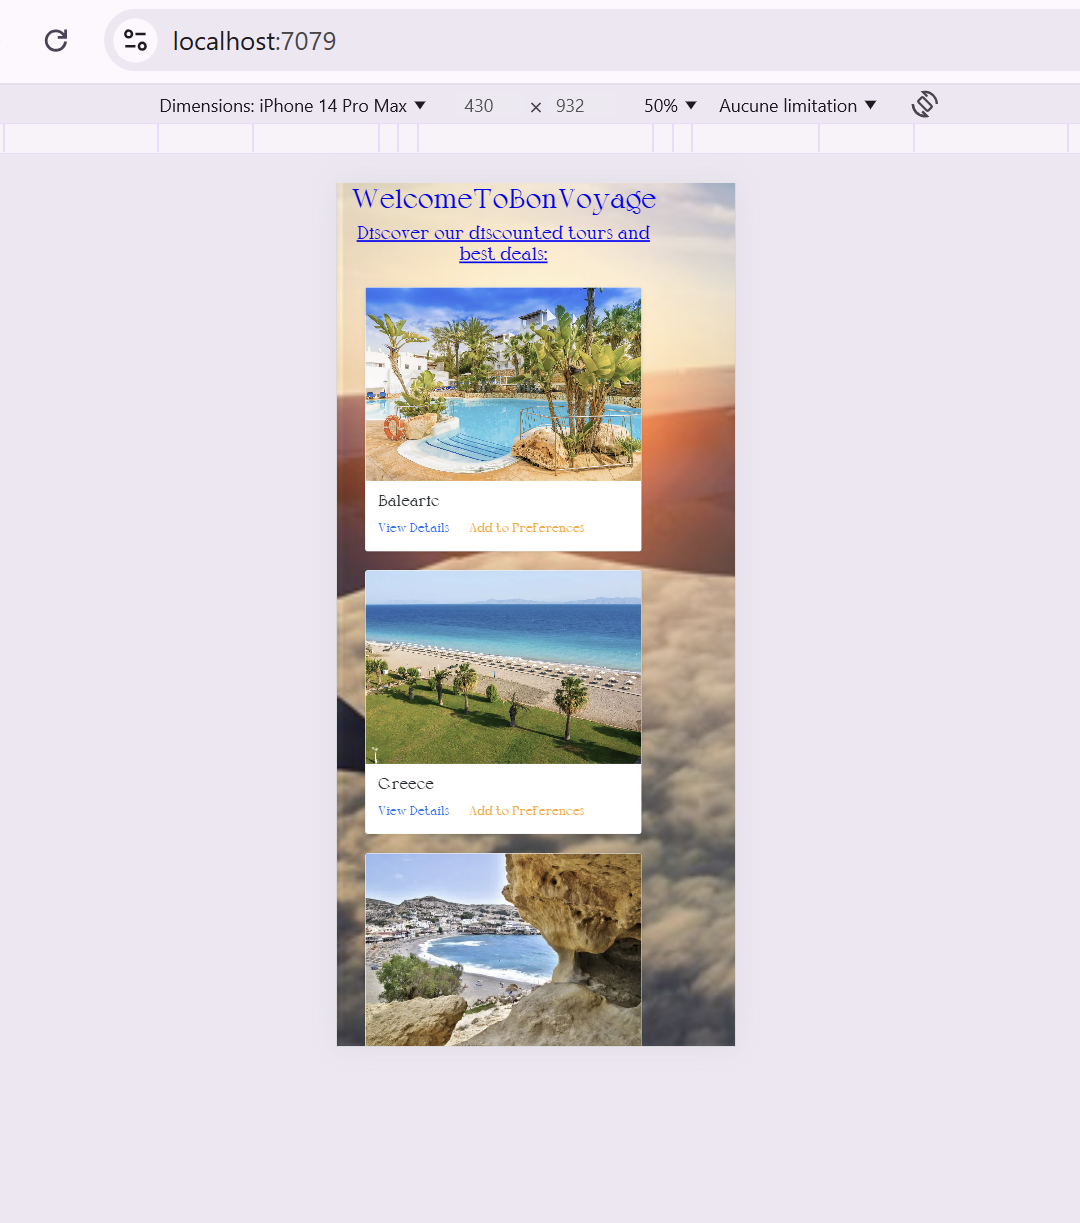 localhost:7079
Dimensions: iPhone 14 Pro Max ▼ 430 × 932 50% ▼ Aucune limitation ▼
WelcomeToBonVoyage
Discover our discounted tours and
best deals:
Balearic
View Details Add to Preferences
Greece
View Details Add to Preferences